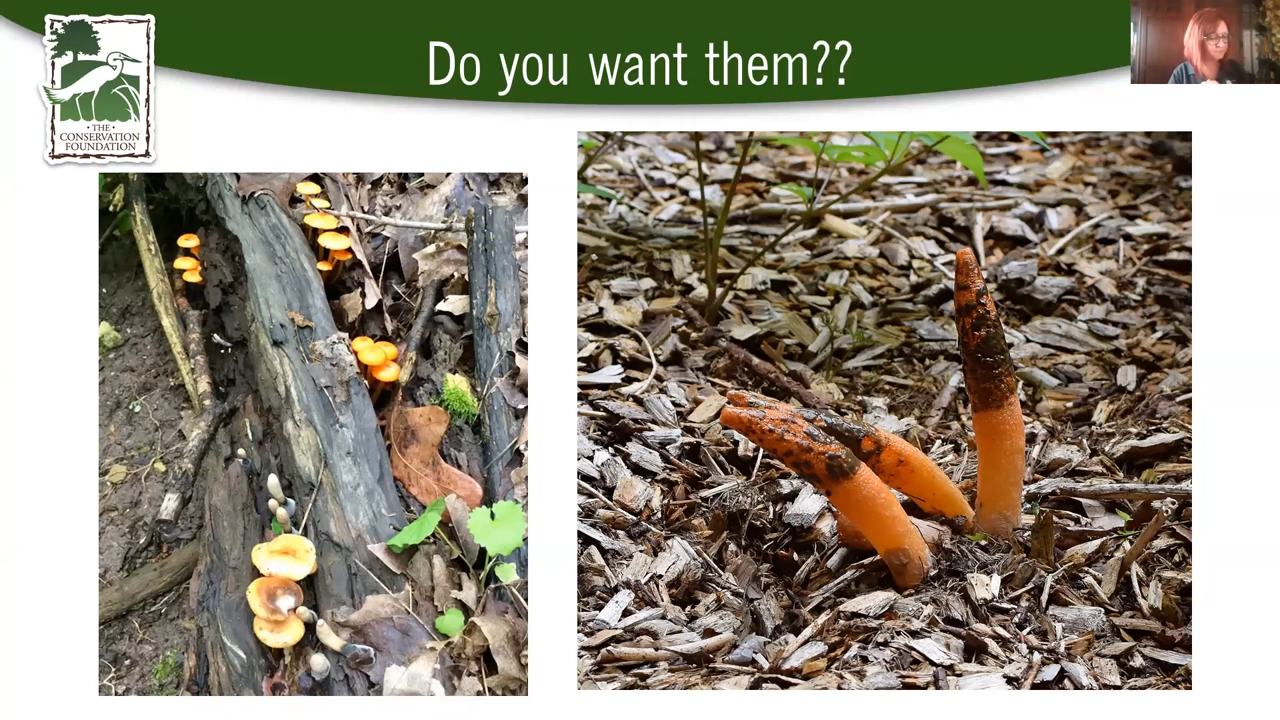 Do you want them??
• THE •
CONSERVATION
FOUNDATION